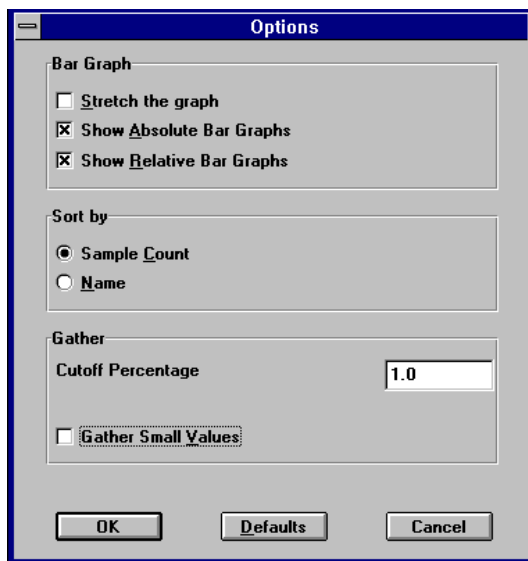 Options
Bar Graph
Stretch the graph
Show Absolute Bar Graphs
Show Relative Bar Graphs
Sort by
Sample Count
Name
Gather
Cutoff Percentage 1.0
Gather Small Values
OK Defaults Cancel